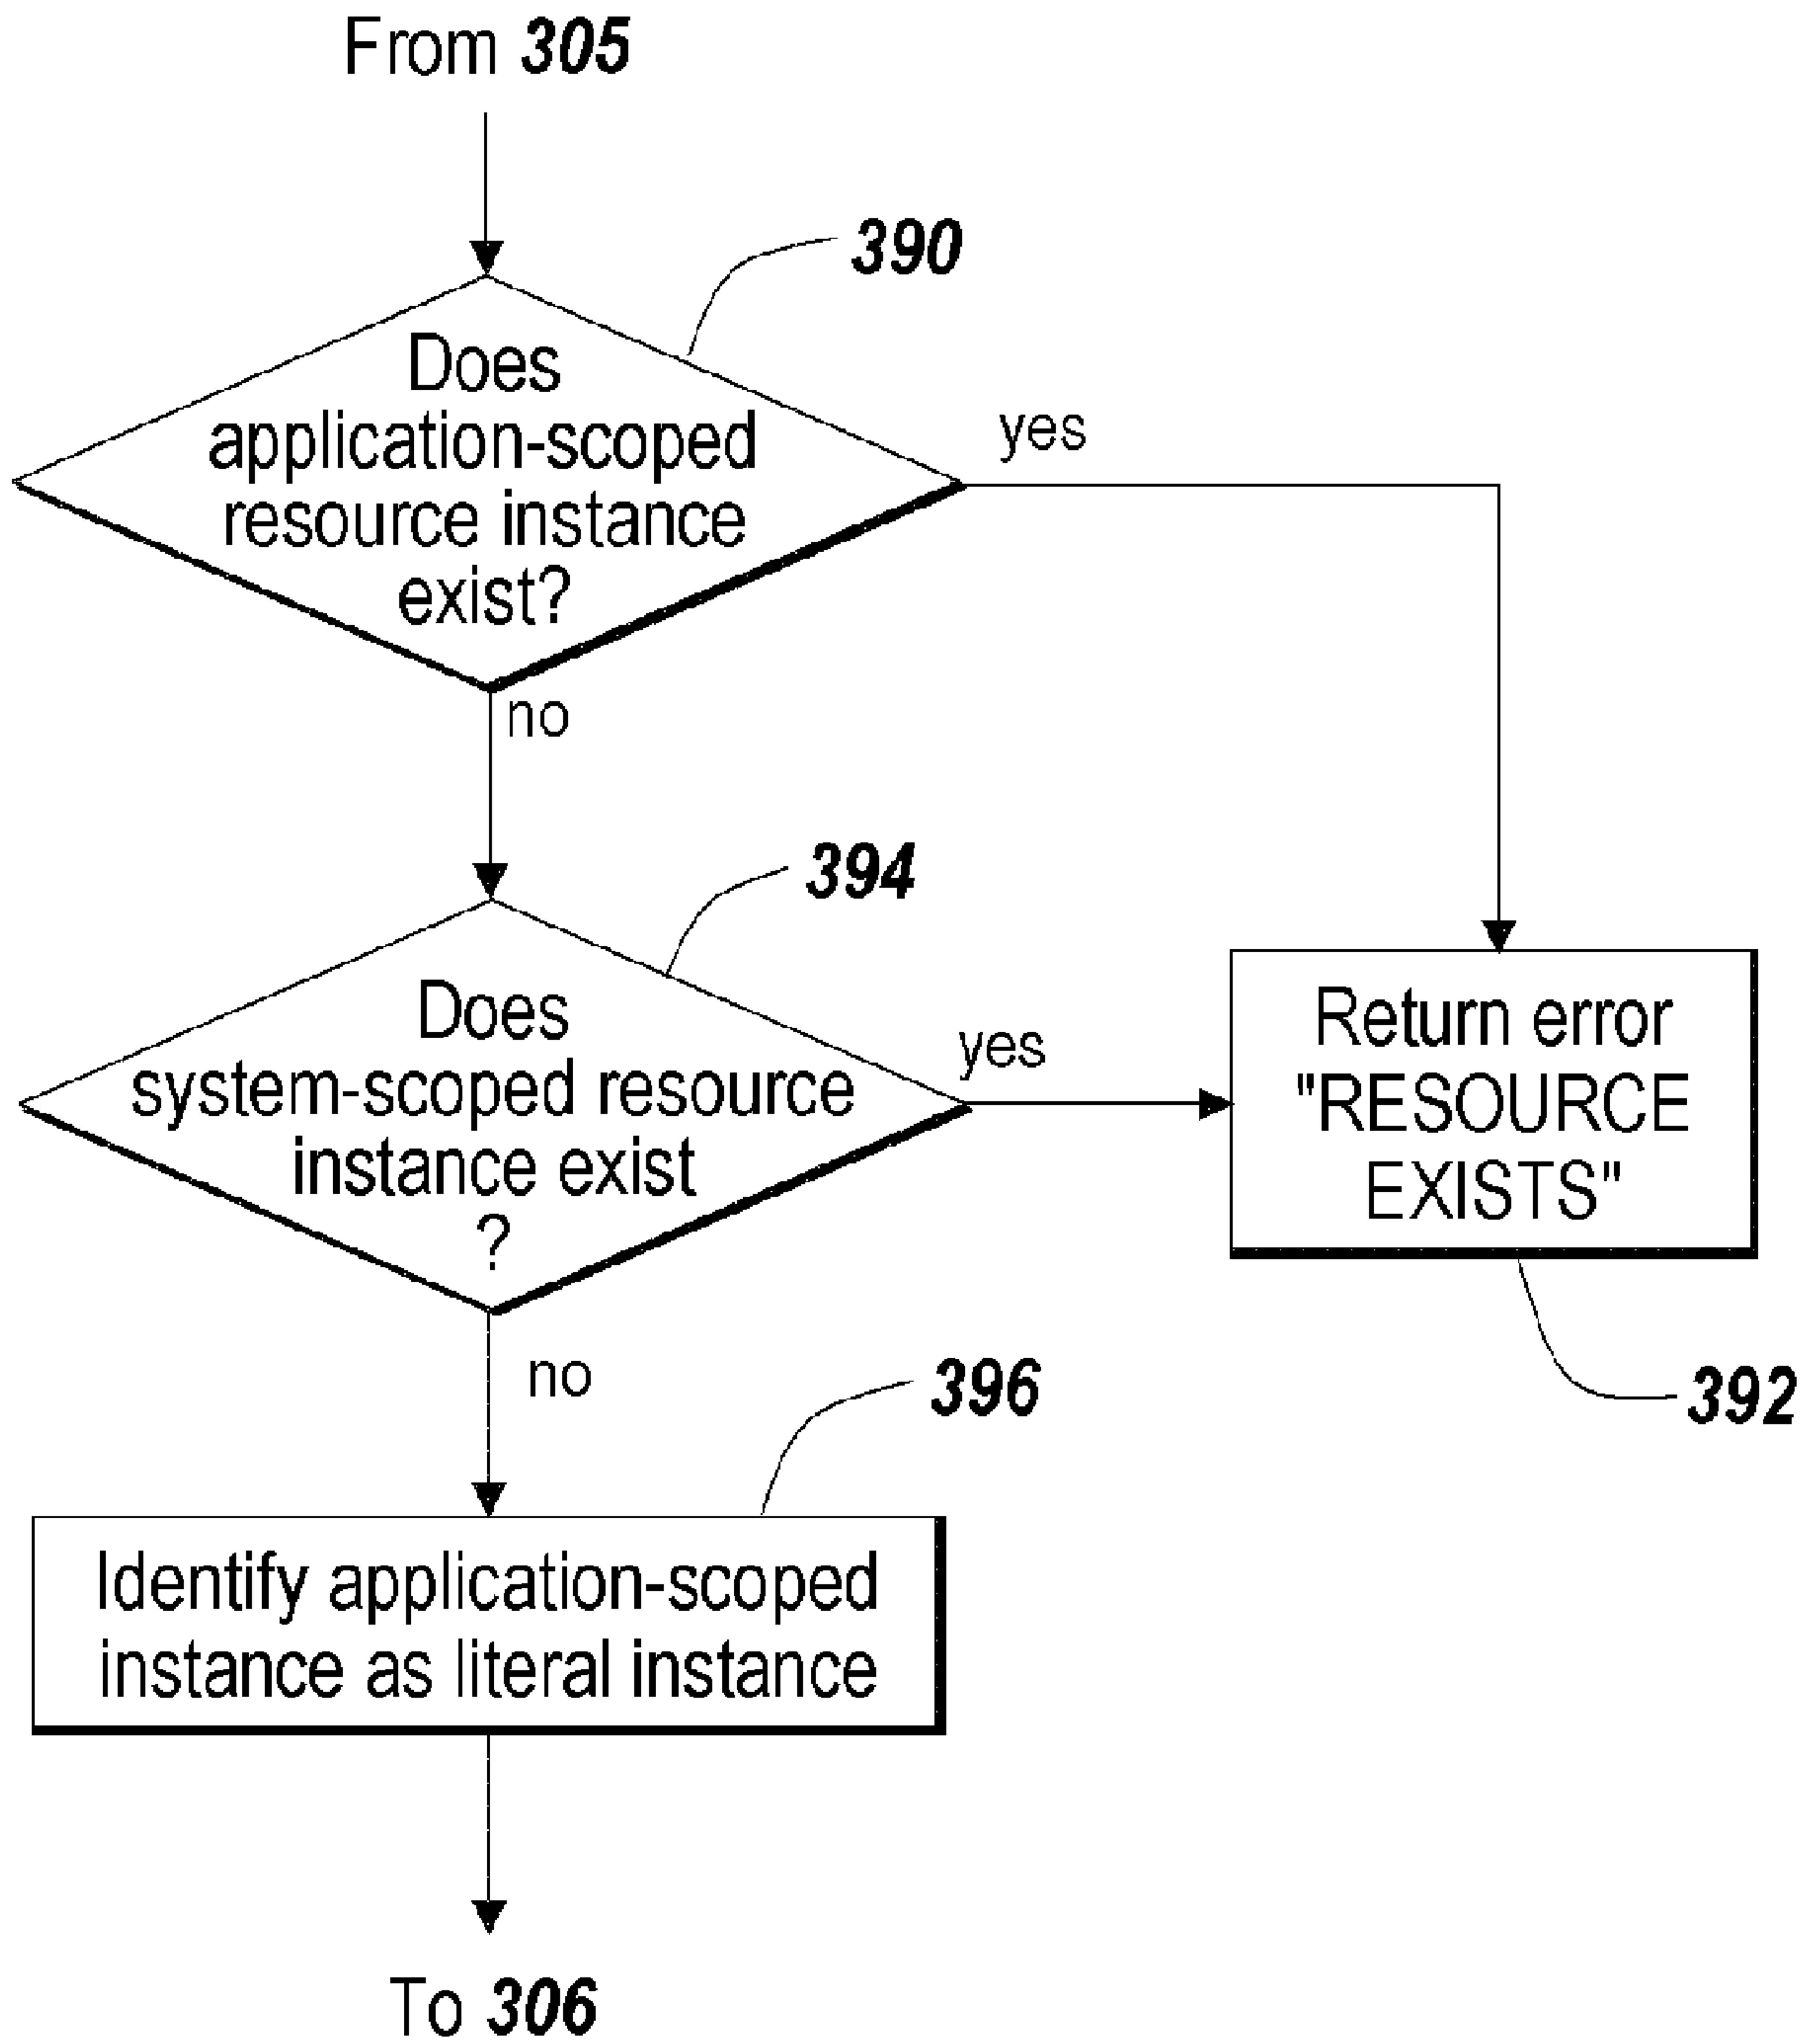 From 305
390
Does
application-scoped
resource instance
exist?
yes
no
394
Does
system-scoped resource
instance exist
?
yes
Return error
"RESOURCE
EXISTS"
392
no
396
Identify application-scoped
instance as literal instance
To 306